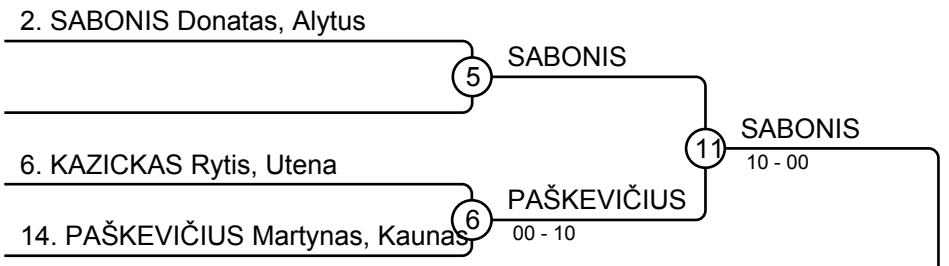 2. SABONIS Donatas, Alytus
5
SABONIS
11
SABONIS
10 - 00
6. KAZICKAS Rytis, Utena
6
PAŠKEVIČIUS
00 - 10
14. PAŠKEVIČIUS Martynas, Kaunas